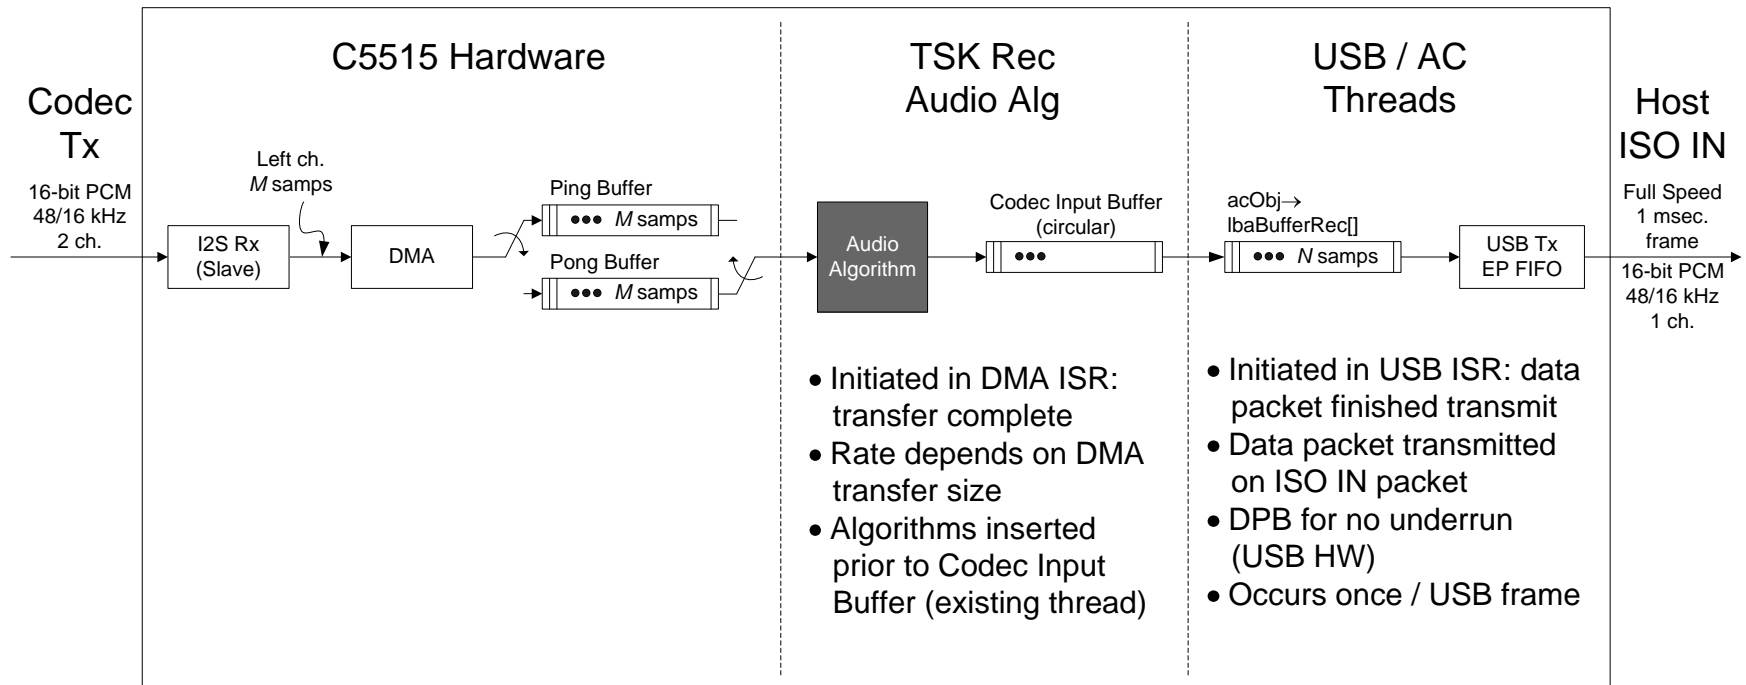 C5515 Hardware
TSK Rec
Audio Alg
USB / AC
Threads
Codec
Tx
16-bit PCM
48/16 kHz
2 ch.
Left ch.
M samps
I2S Rx
(Slave)
DMA
Ping Buffer
••• M samps
Pong Buffer
••• M samps
Audio
Algorithm
Codec Input Buffer
(circular)
•••
acObj→
lbaBufferRec[]
••• N samps
USB Tx
EP FIFO
Host
ISO IN
Full Speed
1 msec.
frame
16-bit PCM
48/16 kHz
1 ch.
• Initiated in DMA ISR:
transfer complete
• Rate depends on DMA
transfer size
• Algorithms inserted
prior to Codec Input
Buffer (existing thread)
• Initiated in USB ISR: data
packet finished transmit
• Data packet transmitted
on ISO IN packet
• DPB for no underrun
(USB HW)
• Occurs once / USB frame